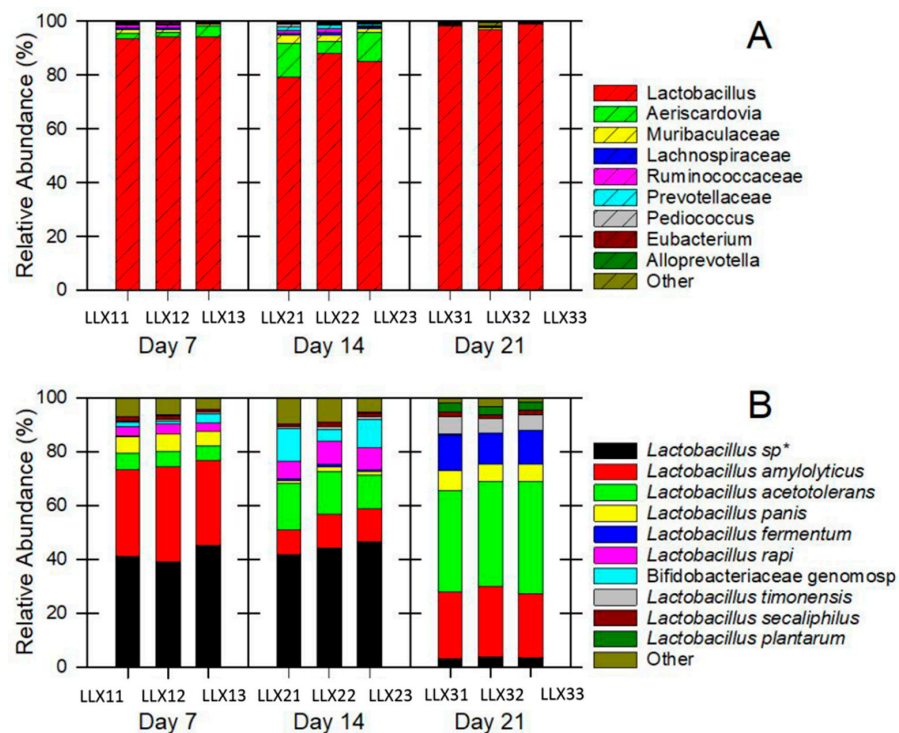 A
Relative Abundance (%)
100
80
60
40
20
0
Lactobacillus
Aeriscardovia
Muribaculaceae
Lachnospiraceae
Ruminococcaceae
Prevotellaceae
Pediococcus
Eubacterium
Alloprevotella
Other
LLX11 LLX12 LLX13 LLX21 LLX22 LLX23 LLX31 LLX32 LLX33
Day 7 Day 14 Day 21
B
Relative Abundance (%)
100
80
60
40
20
0
Lactobacillus sp*
Lactobacillus amylolyticus
Lactobacillus acetotolerans
Lactobacillus panis
Lactobacillus fermentum
Lactobacillus rapi
Bifidobacteriaceae genomosp
Lactobacillus timonensis
Lactobacillus secaliphilus
Lactobacillus plantarum
Other
LLX11 LLX12 LLX13 LLX21 LLX22 LLX23 LLX31 LLX32 LLX33
Day 7 Day 14 Day 21